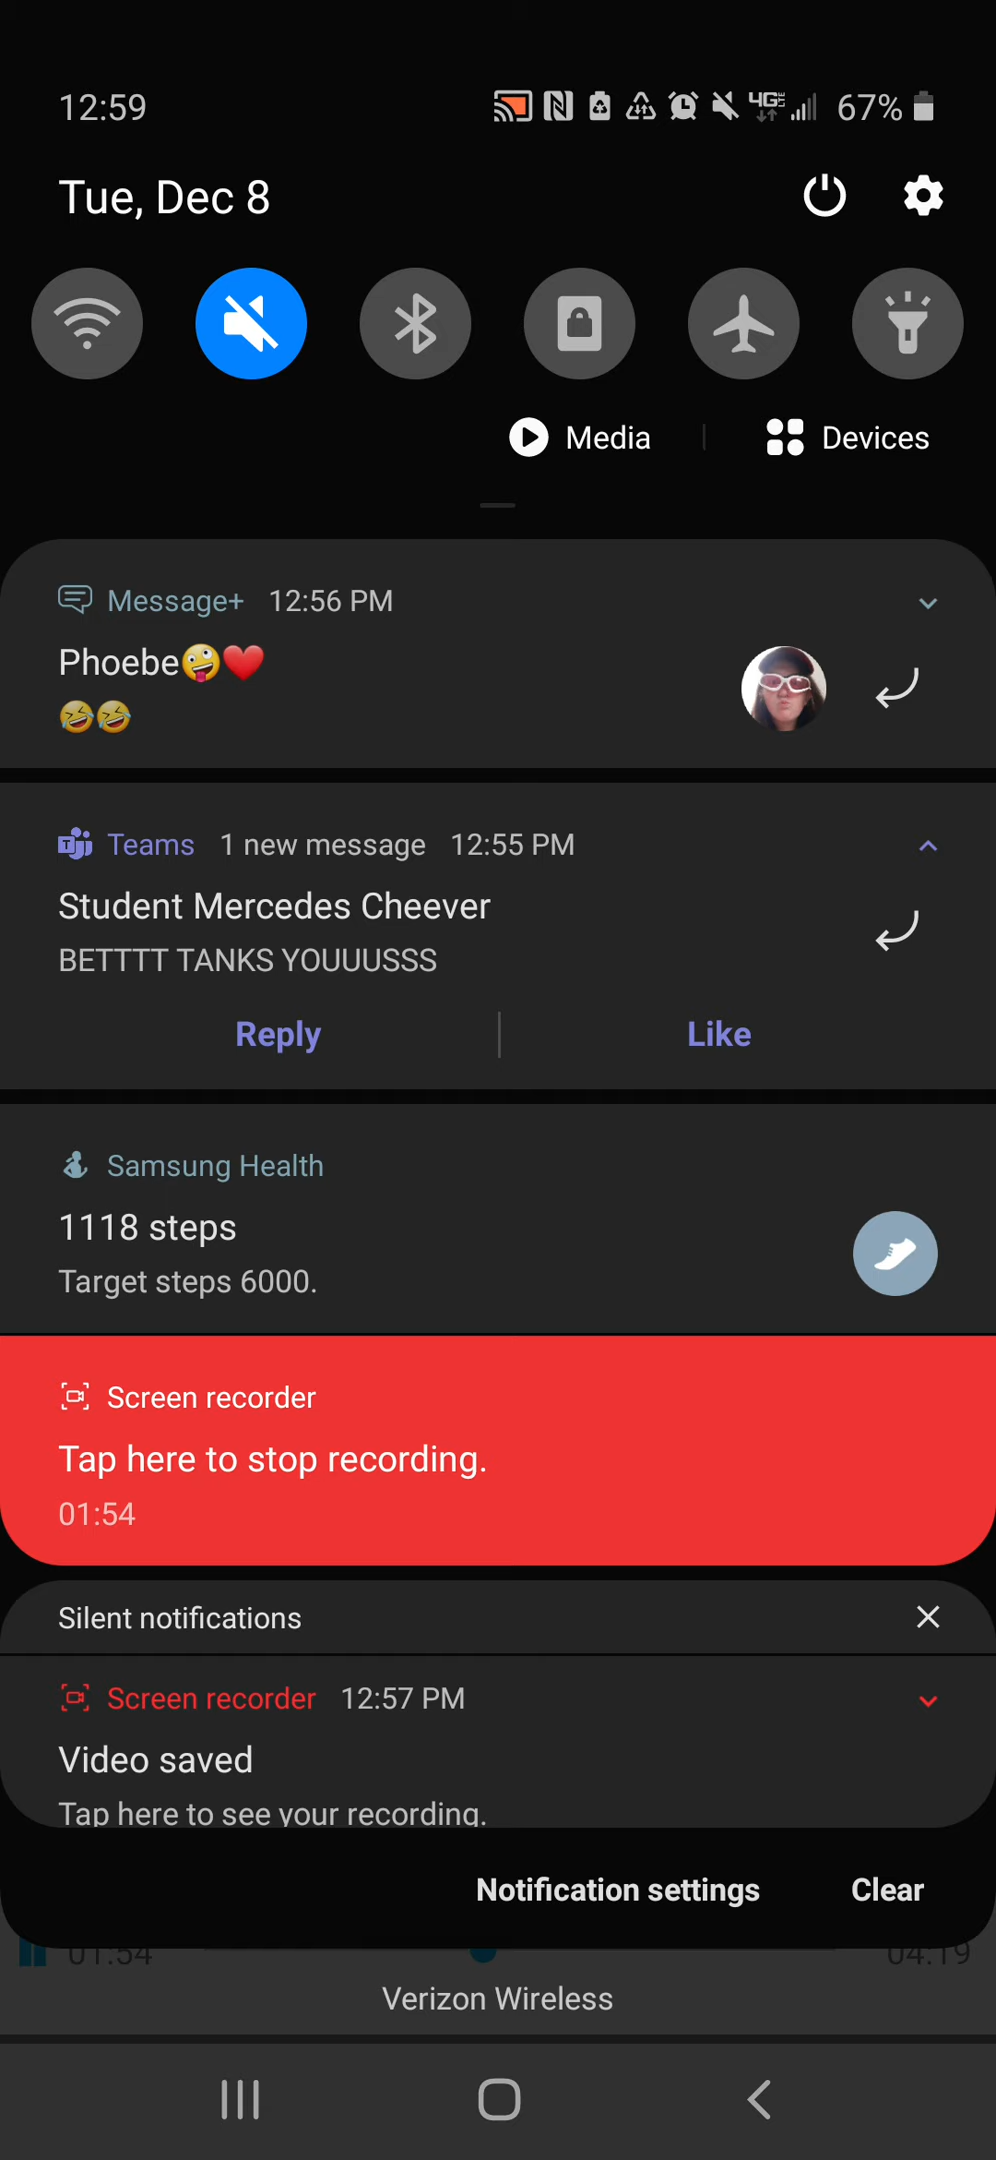 12:59 4G LTE 67%
Tue, Dec 8
Media Devices
Message+ 12:56 PM
Phoebe🤪❤️
🤣🤣
Teams 1 new message 12:55 PM
Student Mercedes Cheever
BETTTT TANKS YOUUUSSS
Reply Like
Samsung Health
1118 steps
Target steps 6000.
Screen recorder
Tap here to stop recording.
01:54
Silent notifications
Screen recorder 12:57 PM
Video saved
Tap here to see your recording.
Notification settings Clear
01:54 04:19
Verizon Wireless